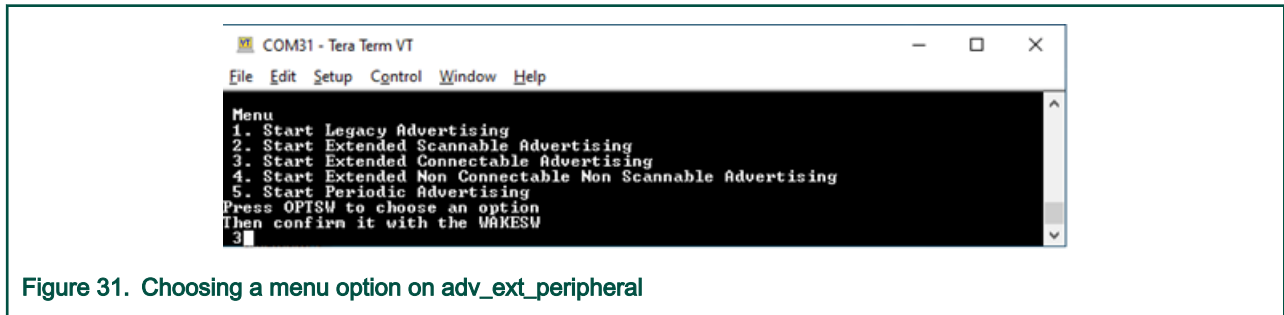 COM31 - Tera Term VT
File Edit Setup Control Window Help
Menu
1. Start Legacy Advertising
2. Start Extended Scannable Advertising
3. Start Extended Connectable Advertising
4. Start Extended Non Connectable Non Scannable Advertising
5. Start Periodic Advertising
Press OPTSW to choose an option
Then confirm it with the WAKESW
3
Figure 31. Choosing a menu option on adv_ext_peripheral